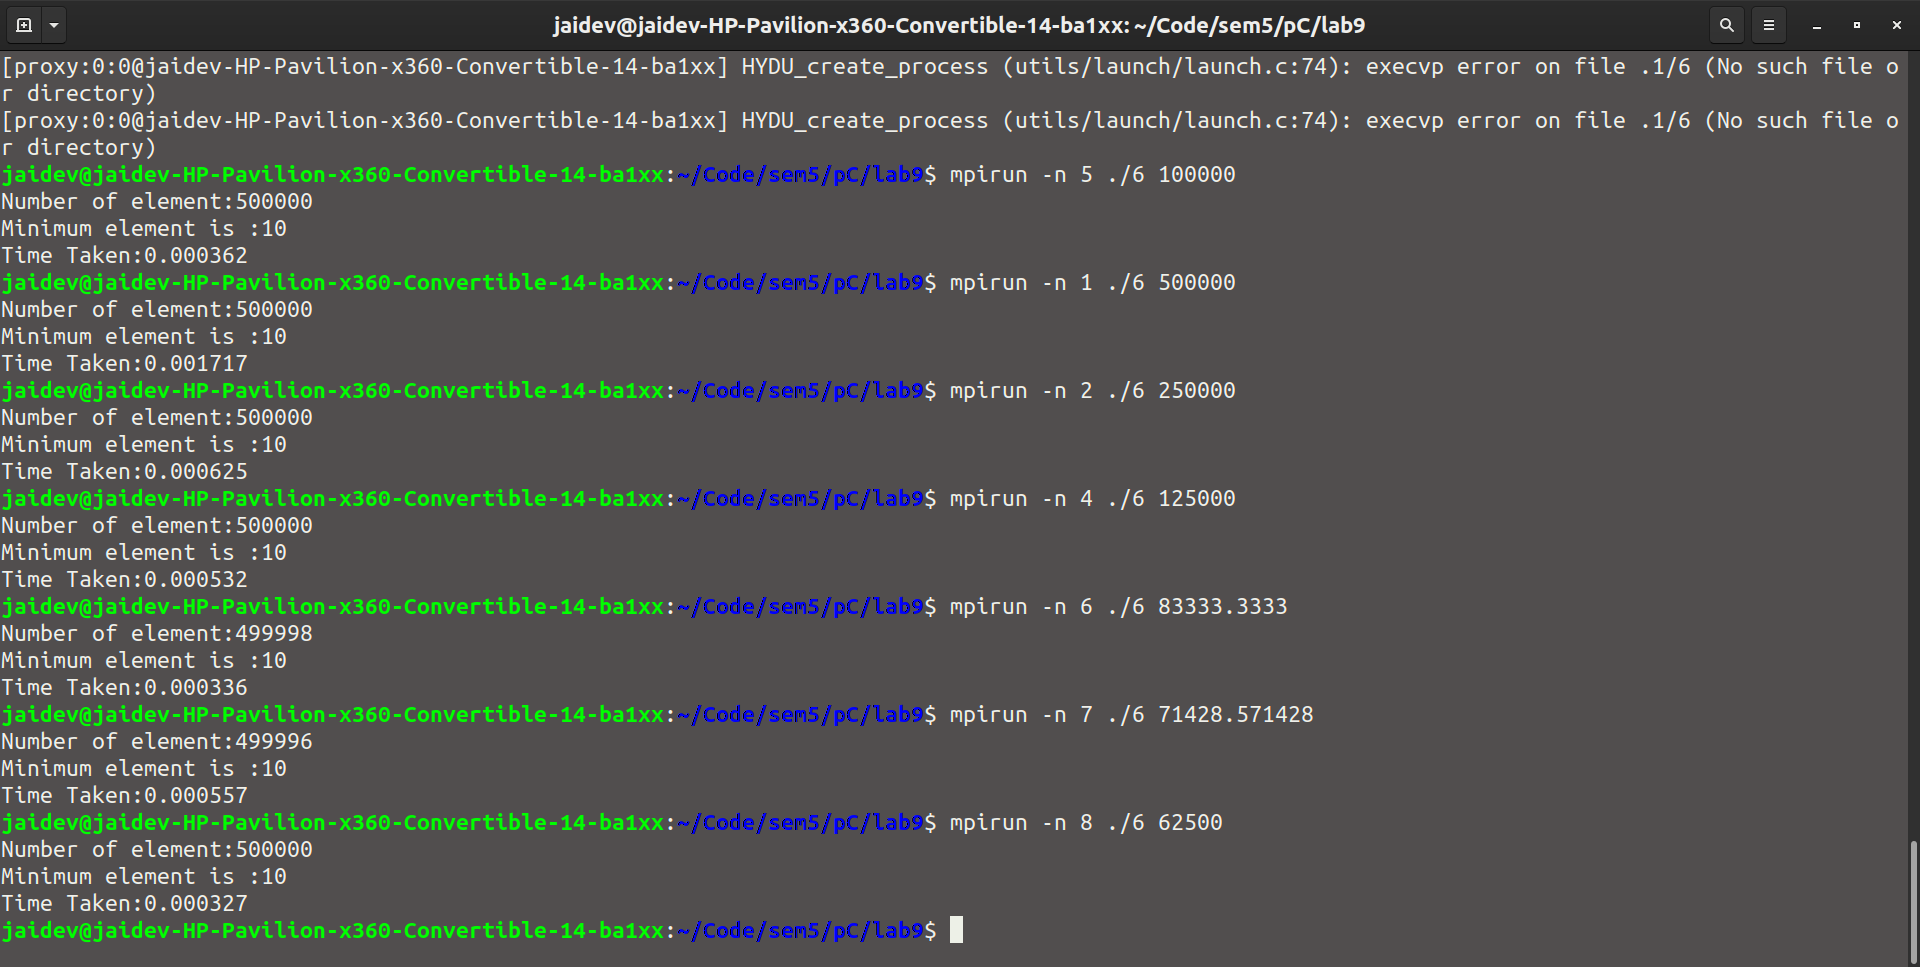 jaidev@jaidev-HP-Pavilion-x360-Convertible-14-ba1xx: ~/Code/sem5/pC/lab9
[proxy:0:0@jaidev-HP-Pavilion-x360-Convertible-14-ba1xx] HYDU_create_process (utils/launch/launch.c:74): execvp error on file .1/6 (No such file o
r directory)
[proxy:0:0@jaidev-HP-Pavilion-x360-Convertible-14-ba1xx] HYDU_create_process (utils/launch/launch.c:74): execvp error on file .1/6 (No such file o
r directory)
jaidev@jaidev-HP-Pavilion-x360-Convertible-14-ba1xx:~/Code/sem5/pC/lab9$ mpirun -n 5 ./6 100000
Number of element:500000
Minimum element is :10
Time Taken:0.000362
jaidev@jaidev-HP-Pavilion-x360-Convertible-14-ba1xx:~/Code/sem5/pC/lab9$ mpirun -n 1 ./6 500000
Number of element:500000
Minimum element is :10
Time Taken:0.001717
jaidev@jaidev-HP-Pavilion-x360-Convertible-14-ba1xx:~/Code/sem5/pC/lab9$ mpirun -n 2 ./6 250000
Number of element:500000
Minimum element is :10
Time Taken:0.000625
jaidev@jaidev-HP-Pavilion-x360-Convertible-14-ba1xx:~/Code/sem5/pC/lab9$ mpirun -n 4 ./6 125000
Number of element:500000
Minimum element is :10
Time Taken:0.000532
jaidev@jaidev-HP-Pavilion-x360-Convertible-14-ba1xx:~/Code/sem5/pC/lab9$ mpirun -n 6 ./6 83333.3333
Number of element:499998
Minimum element is :10
Time Taken:0.000336
jaidev@jaidev-HP-Pavilion-x360-Convertible-14-ba1xx:~/Code/sem5/pC/lab9$ mpirun -n 7 ./6 71428.571428
Number of element:499996
Minimum element is :10
Time Taken:0.000557
jaidev@jaidev-HP-Pavilion-x360-Convertible-14-ba1xx:~/Code/sem5/pC/lab9$ mpirun -n 8 ./6 62500
Number of element:500000
Minimum element is :10
Time Taken:0.000327
jaidev@jaidev-HP-Pavilion-x360-Convertible-14-ba1xx:~/Code/sem5/pC/lab9$